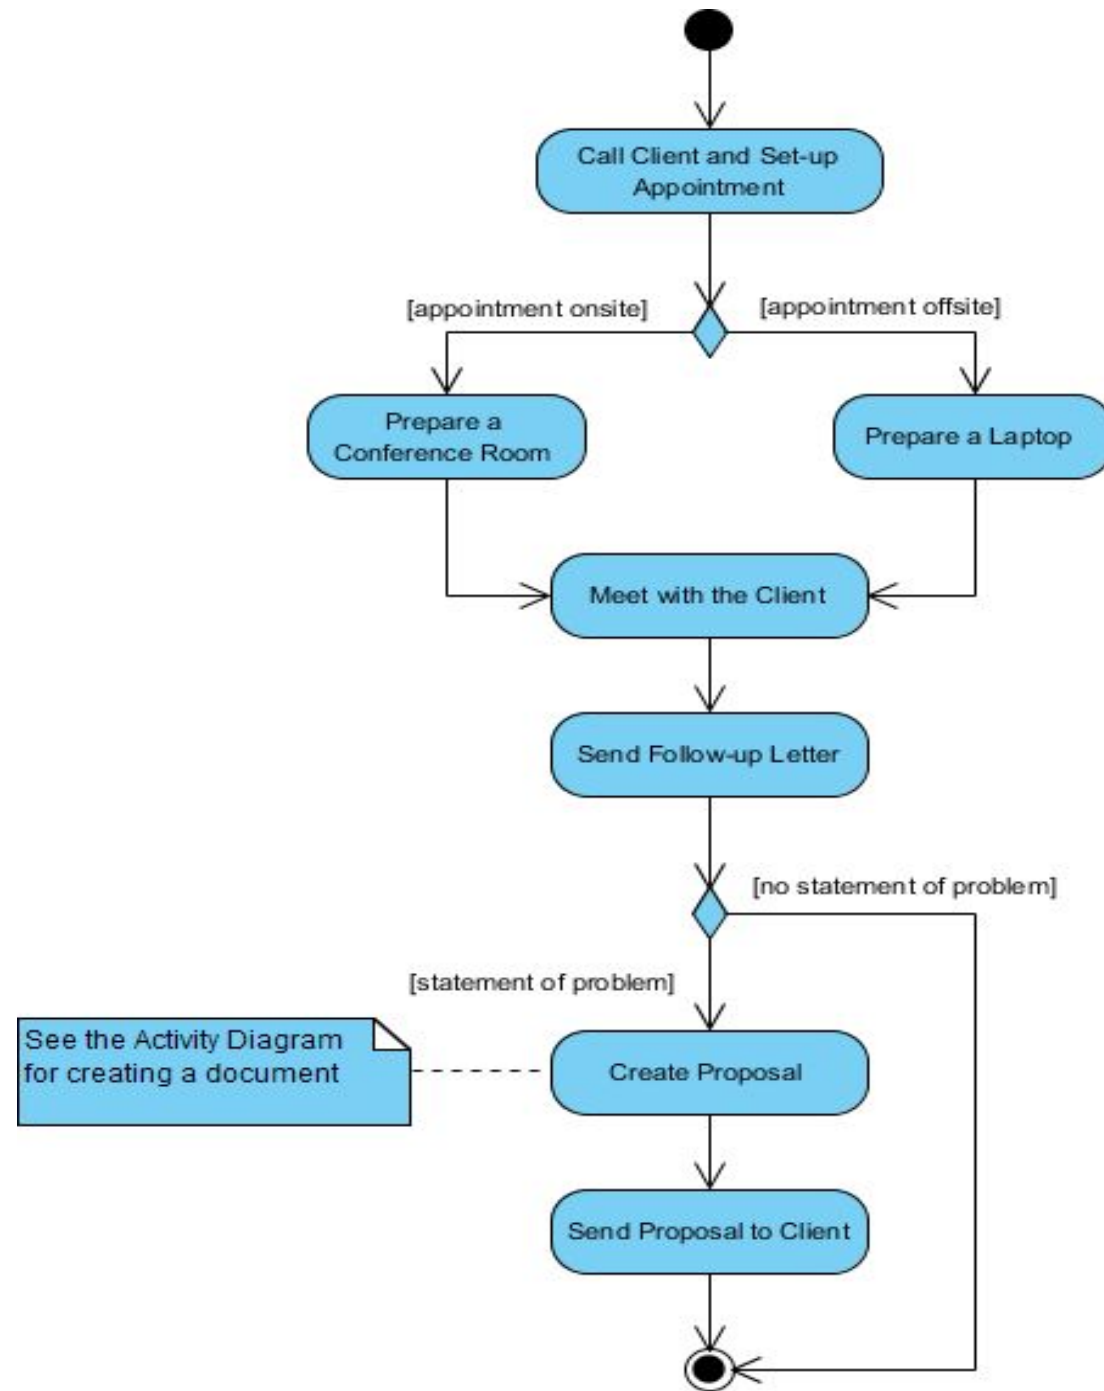 Call Client and Set-up
Appointment
[appointment onsite]
[appointment offsite]
Prepare a
Conference Room
Prepare a Laptop
Meet with the Client
Send Follow-up Letter
[no statement of problem]
[statement of problem]
See the Activity Diagram
for creating a document
Create Proposal
Send Proposal to Client